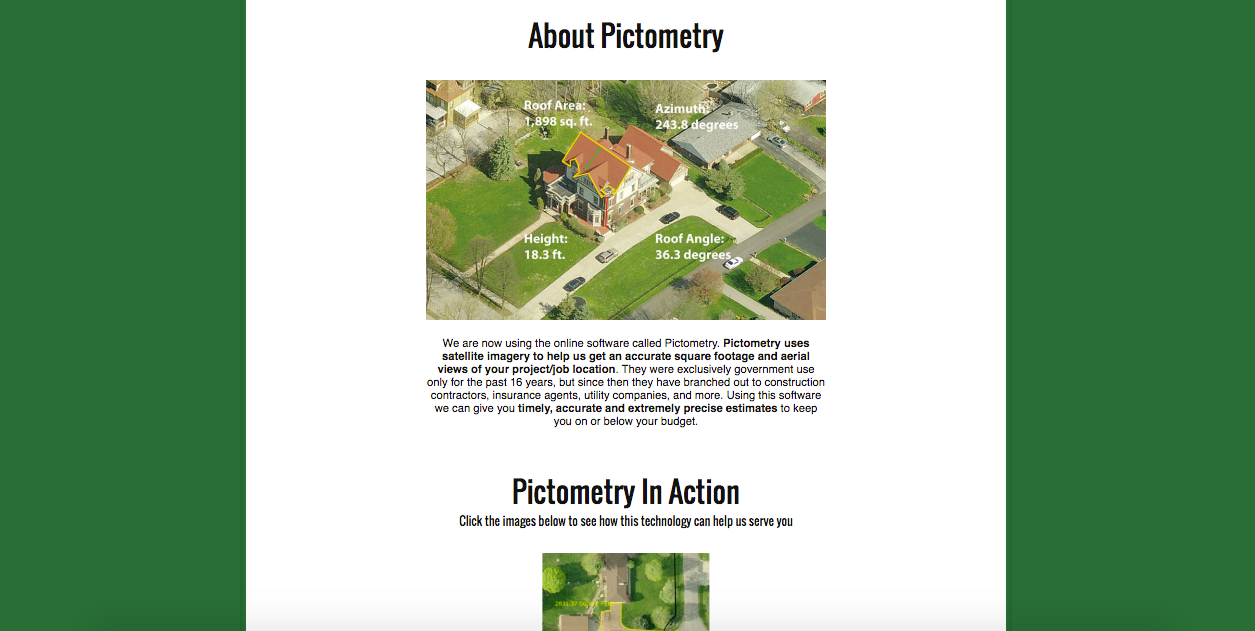 About Pictometry
Roof Area:
1,898 sq. ft.
Azimuth:
243.8 degrees
Height:
18.3 ft.
Roof Angle:
36.3 degrees
We are now using the online software called Pictometry. Pictometry uses
satellite imagery to help us get an accurate square footage and aerial
views of your project/job location. They were exclusively government use
only for the past 16 years, but since then they have branched out to construction
contractors, insurance agents, utility companies, and more. Using this software
we can give you timely, accurate and extremely precise estimates to keep
you on or below your budget.
Pictometry In Action
Click the images below to see how this technology can help us serve you